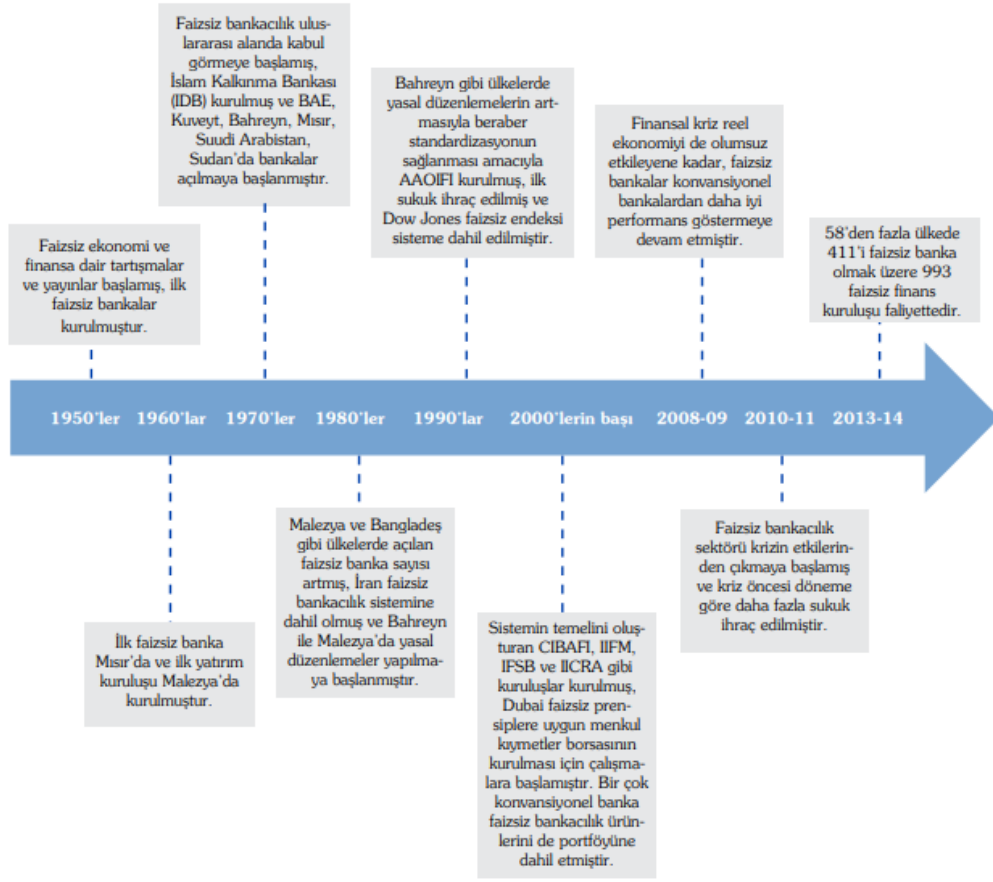 Faizsiz bankacılık ulus-
lararası alanda kabul
görmeye başlamış,
İslam Kalkınma Bankası
(IDB) kurulmuş ve BAE,
Kuveyt, Bahreyn, Mısır,
Suudi Arabistan,
Sudan'da bankalar
açılmaya başlanmıştır.
Bahreyn gibi ülkelerde
yasal düzenlemelerin art-
masıyla beraber
standardizasyonun
sağlanması amacıyla
AAOIFI kurulmuş, ilk
sukuk ihraç edilmiş ve
Dow Jones faizsiz endeksi
sisteme dahil edilmiştir.
Finansal kriz reel
ekonomiyi de olumsuz
etkileyene kadar, faizsiz
bankalar konvansiyonel
bankalardan daha iyi
performans göstermeye
devam etmiştir.
Faizsiz ekonomi ve
finansa dair tartışmalar
ve yayınlar başlamış, ilk
faizsiz bankalar
kurulmuştur.
58'den fazla ülkede
411'i faizsiz banka
olmak üzere 993
faizsiz finans
kuruluşu faliyettedir.
1950'ler 1960'lar 1970'ler 1980'ler 1990'lar 2000'lerin başı 2008-09 2010-11 2013-14
İlk faizsiz banka
Mısır'da ve ilk yatırım
kuruluşu Malezya'da
kurulmuştur.
Malezya ve Bangladeş
gibi ülkelerde açılan
faizsiz banka sayısı
artmış, İran faizsiz
bankacılık sistemine
dahil olmuş ve Bahreyn
ile Malezya'da yasal
düzenlemeler yapılma-
ya başlanmıştır.
Sistemin temelini oluş-
turan CIBAFI, IIFM,
IFSB ve IICRA gibi
kuruluşlar kurulmuş,
Dubai faizsiz pren-
siplere uygun menkul
kıymetler borsasının
kurulması için çalışma-
lara başlamıştır. Bir çok
konvansiyonel banka
faizsiz bankacılık ürün-
lerini de portföyüne
dahil etmiştir.
Faizsiz bankacılık
sektörü krizin etkilerin-
den çıkmaya başlamış
ve kriz öncesi döneme
göre daha fazla sukuk
ihraç edilmiştir.